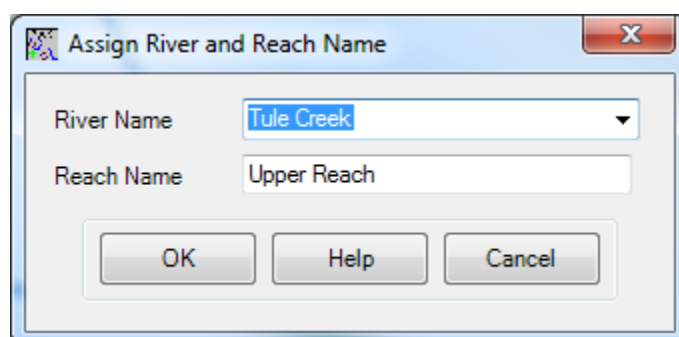 Assign River and Reach Name
River Name Tule Creek
Reach Name Upper Reach
OK Help Cancel